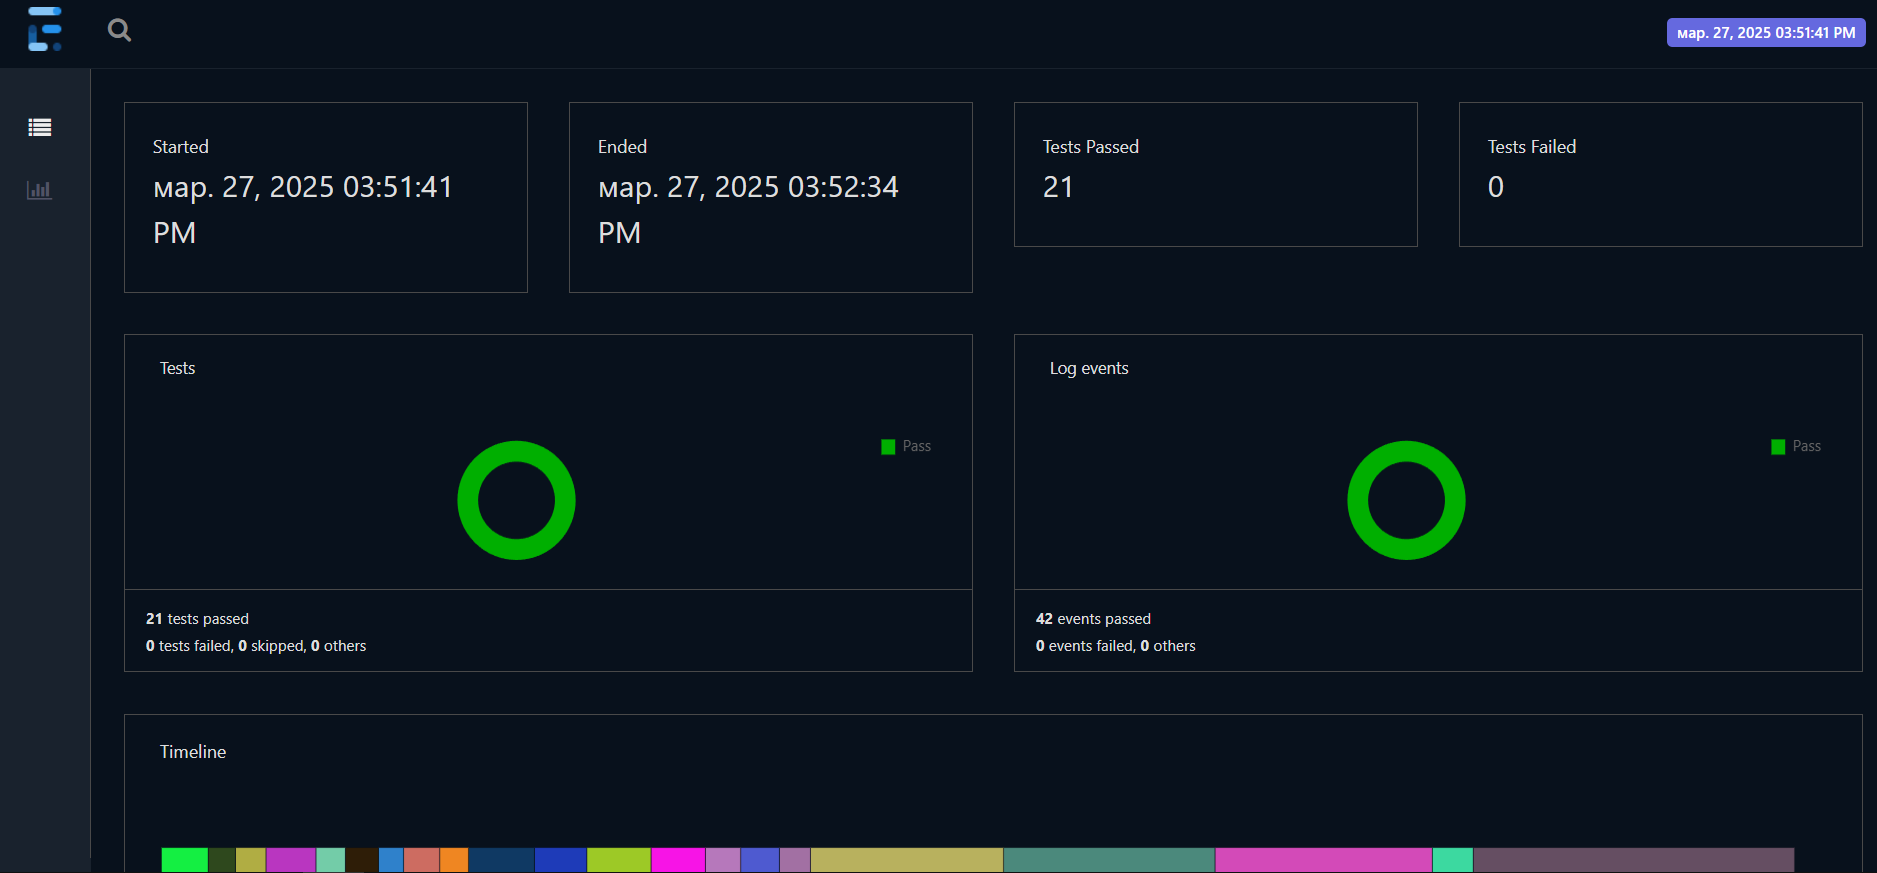 мар. 27, 2025 03:51:41 PM
Started
мар. 27, 2025 03:51:41
PM
Ended
мар. 27, 2025 03:52:34
PM
Tests Passed
21
Tests Failed
0
Tests
Pass
21 tests passed
0 tests failed, 0 skipped, 0 others
Log events
Pass
42 events passed
0 events failed, 0 others
Timeline